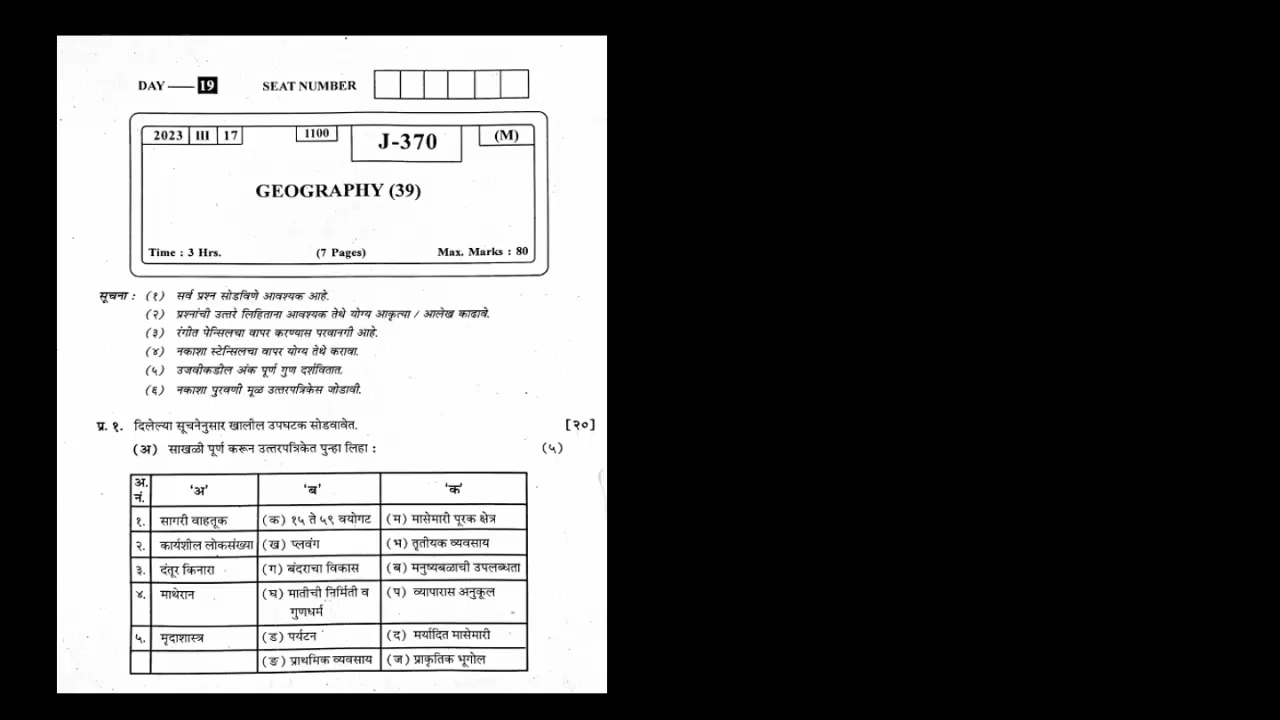 DAY — 19 SEAT NUMBER
2023 III 17 1100 J-370 (M)
GEOGRAPHY (39)
Time : 3 Hrs. (7 Pages) Max. Marks : 80
सूचना : (१) सर्व प्रश्न सोडविणे आवश्यक आहे.
(२) प्रश्नांची उत्तरे लिहिताना आवश्यक तेथे योग्य आकृत्या / आलेख काढावे.
(३) रंगीत पेन्सिलचा वापर करण्यास परवानगी आहे.
(४) नकाशा स्टेन्सिलचा वापर योग्य तेथे करावा.
(५) उजवीकडील अंक पूर्ण गुण दर्शवितात.
(६) नकाशा पुरवणी मूळ उत्तरपत्रिकेस जोडावी.
प्र. १. दिलेल्या सूचनेनुसार खालील उपघटक सोडवावेत. [२०]
(अ) साखळी पूर्ण करून उत्तरपत्रिकेत पुन्हा लिहा : (५)
अ. नं. 'अ' 'ब' 'क'
१. सागरी वाहतूक (क) १५ ते ५९ वयोगट (म) मासेमारी पूरक क्षेत्र
२. कार्यशील लोकसंख्या (ख) प्लवंग (भ) तृतीयक व्यवसाय
३. दंतूर किनारा (ग) बंदराचा विकास (ब) मनुष्यबळाची उपलब्धता
४. माथेरान (घ) मातीची निर्मिती व (प) व्यापारास अनुकूल
गुणधर्म
५. मृदाशास्त्र (ड) पर्यटन (द) मर्यादित मासेमारी
(ङ) प्राथमिक व्यवसाय (ज) प्राकृतिक भूगोल